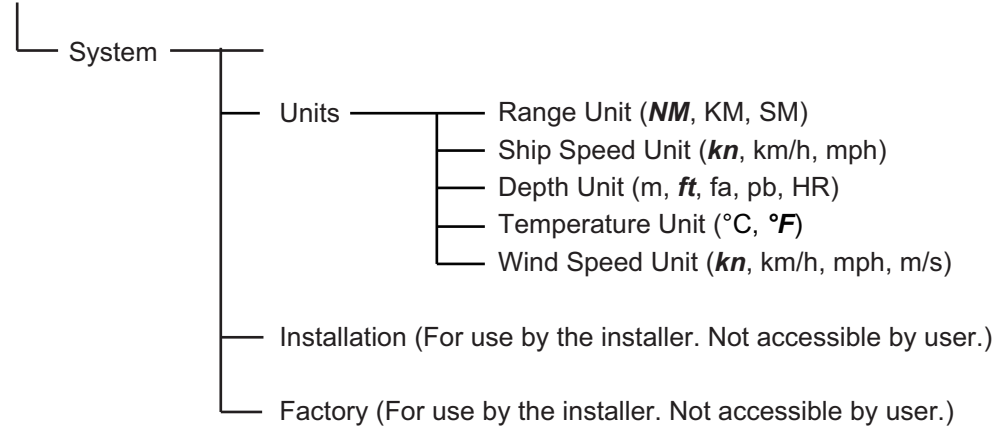 System
Units
Range Unit (NM, KM, SM)
Ship Speed Unit (kn, km/h, mph)
Depth Unit (m, ft, fa, pb, HR)
Temperature Unit (°C, °F)
Wind Speed Unit (kn, km/h, mph, m/s)
Installation (For use by the installer. Not accessible by user.)
Factory (For use by the installer. Not accessible by user.)